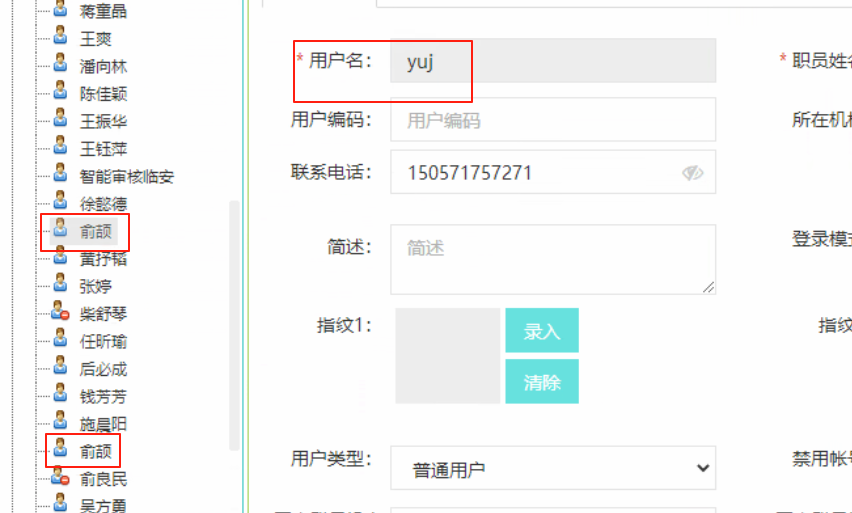 蒋童喦
王爽
潘向林
陈佳颖
王振华
王钰萍
智能审核临安
徐懿德
俞颉
黄抒韬
张婷
柴舒琴
任昕瑜
后必成
钱芳芳
施晨阳
俞颉
俞良民
吴方勇
* 用户名： yuj * 职员姓名
用户编码： 用户编码 所在机构
联系电话： 150571757271
简述： 简述 登录模式
指纹1： 录入 指纹
清除
用户类型： 普通用户 禁用帐号